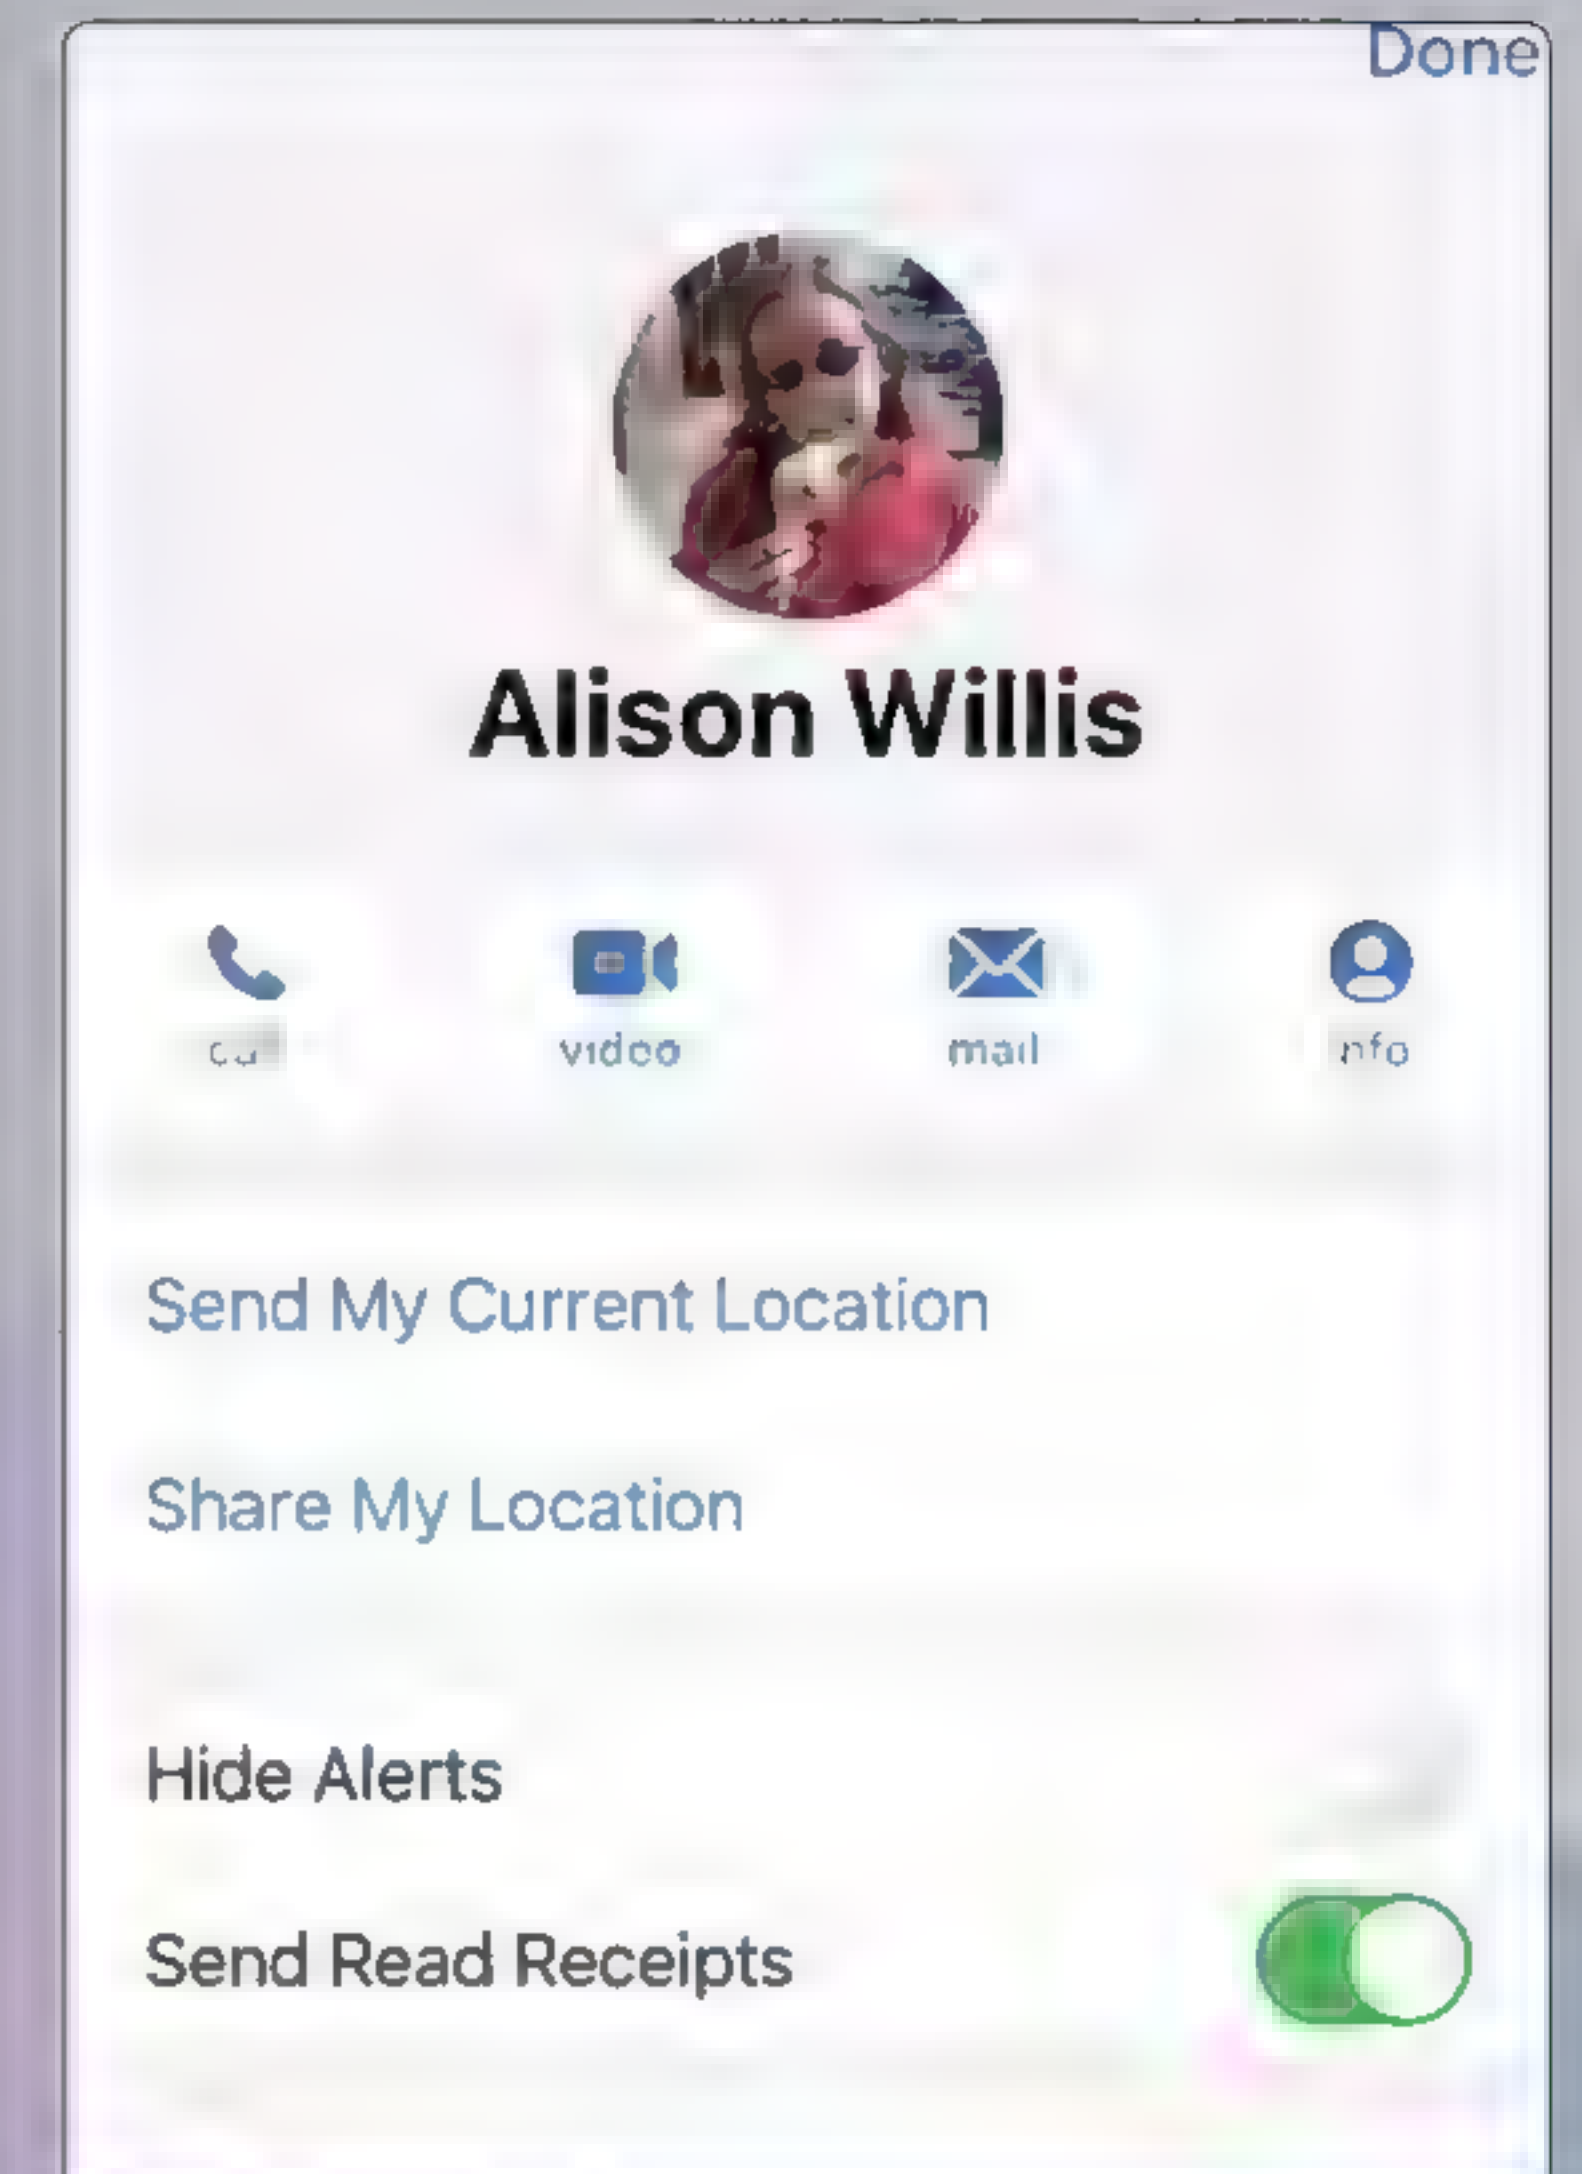 Done
Alison Willis
video
mail
Send My Current Location
Share My Location
Hide Alerts
Send Read Receipts